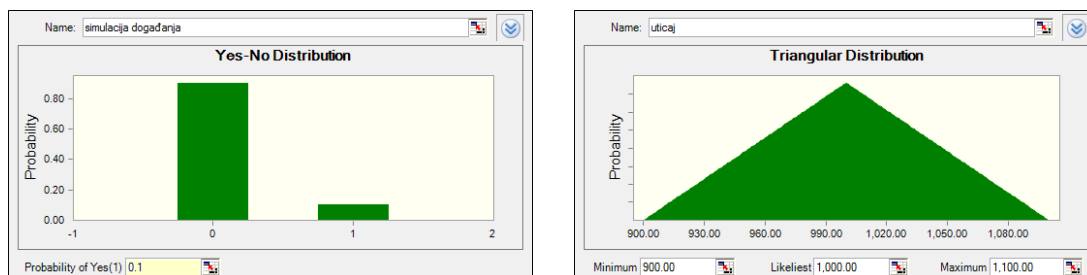 Name: simulacija događanja
Yes-No Distribution
Probability
0.80
0.60
0.40
0.20
0.00
-1 0 1 2
Probability of Yes(1) 0.1
Name: uticaj
Triangular Distribution
Probability
900.00 930.00 960.00 990.00 1,020.00 1,050.00 1,080.00
Minimum 900.00 Likeliest 1,000.00 Maximum 1,100.00